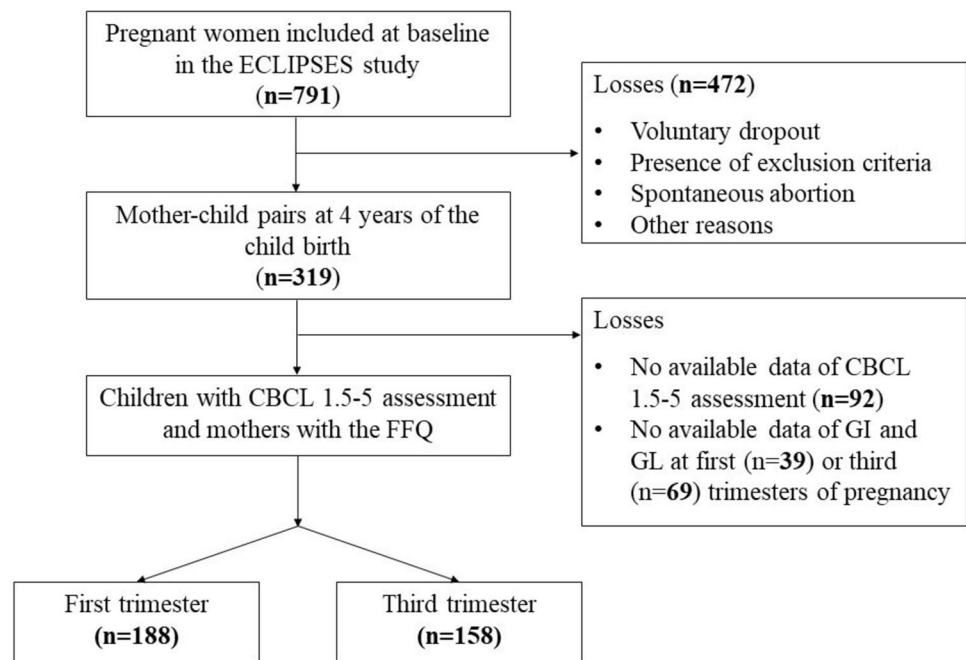 Pregnant women included at baseline
in the ECLIPSES study
(n=791)
Losses (n=472)
• Voluntary dropout
• Presence of exclusion criteria
• Spontaneous abortion
• Other reasons
Mother-child pairs at 4 years of the
child birth
(n=319)
Losses
• No available data of CBCL
1.5-5 assessment (n=92)
• No available data of GI and
GL at first (n=39) or third
(n=69) trimesters of pregnancy
Children with CBCL 1.5-5 assessment
and mothers with the FFQ
First trimester
(n=188)
Third trimester
(n=158)